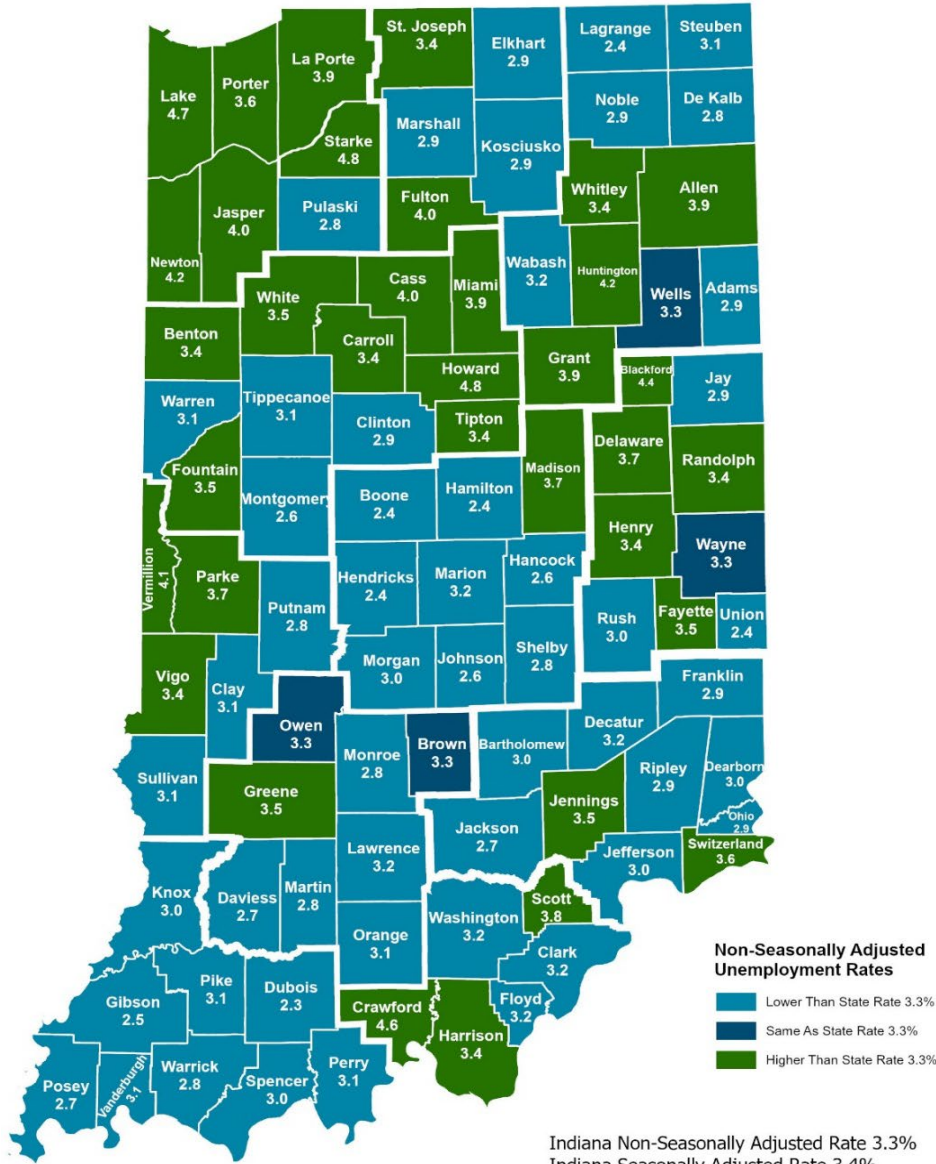 St. Joseph
3.4
Elkhart
2.9
Lagrange
2.4
Steuben
3.1
La Porte
3.9
Porter
3.6
Lake
4.7
Noble
2.9
De Kalb
2.8
Marshall
2.9
Kosciusko
2.9
Starke
4.8
Whitley
3.4
Allen
3.9
Pulaski
2.8
Fulton
4.0
Jasper
4.0
Newton
4.2
Wabash
3.2
Huntington
4.2
Wells
3.3
Adams
2.9
White
3.5
Cass
4.0
Miami
3.9
Benton
3.4
Carroll
3.4
Howard
4.8
Grant
3.9
Blackford
4.4
Jay
2.9
Warren
3.1
Tippecanoe
3.1
Clinton
2.9
Tipton
3.4
Delaware
3.7
Randolph
3.4
Fountain
3.5
Montgomery
2.6
Boone
2.4
Hamilton
2.4
Madison
3.7
Henry
3.4
Wayne
3.3
Vermillion
4.1
Parke
3.7
Putnam
2.8
Hendricks
2.4
Marion
3.2
Hancock
2.6
Rush
3.0
Fayette
3.5
Union
2.4
Vigo
3.4
Clay
3.1
Morgan
3.0
Johnson
2.6
Shelby
2.8
Franklin
2.9
Owen
3.3
Monroe
2.8
Brown
3.3
Bartholomew
3.0
Decatur
3.2
Ripley
2.9
Dearborn
3.0
Ohio
2.9
Sullivan
3.1
Greene
3.5
Jackson
2.7
Jennings
3.5
Jefferson
3.0
Switzerland
3.6
Lawrence
3.2
Knox
3.0
Daviess
2.7
Martin
2.8
Orange
3.1
Washington
3.2
Scott
3.8
Clark
3.2
Floyd
3.2
Gibson
2.5
Pike
3.1
Dubois
2.3
Crawford
4.6
Harrison
3.4
Posey
2.7
Vanderburgh
3.1
Warrick
2.8
Spencer
3.0
Perry
3.1
Non-Seasonally Adjusted
Unemployment Rates
Lower Than State Rate 3.3%
Same As State Rate 3.3%
Higher Than State Rate 3.3%
Indiana Non-Seasonally Adjusted Rate 3.3%
Indiana Seasonally Adjusted Rate 3.4%